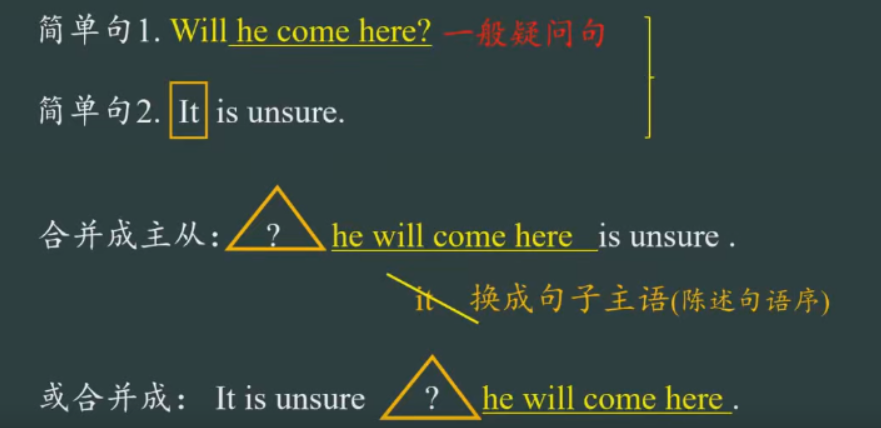 简单句1. Will he come here? 一般疑问句
简单句2. It is unsure.
合并成主从: ? he will come here is unsure .
it 换成句子主语(陈述句语序)
或合并成: It is unsure ? he will come here .